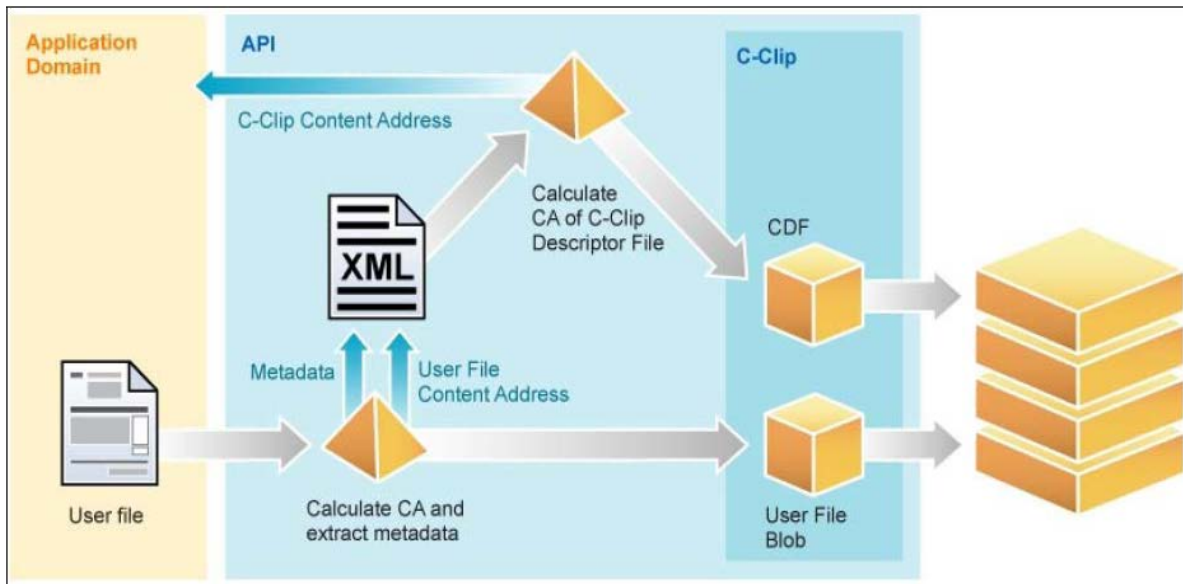 Application
Domain
API
C-Clip
C-Clip Content Address
Calculate
CA of C-Clip
Descriptor File
CDF
XML
Metadata
User File
Content Address
User file
Calculate CA and
extract metadata
User File
Blob